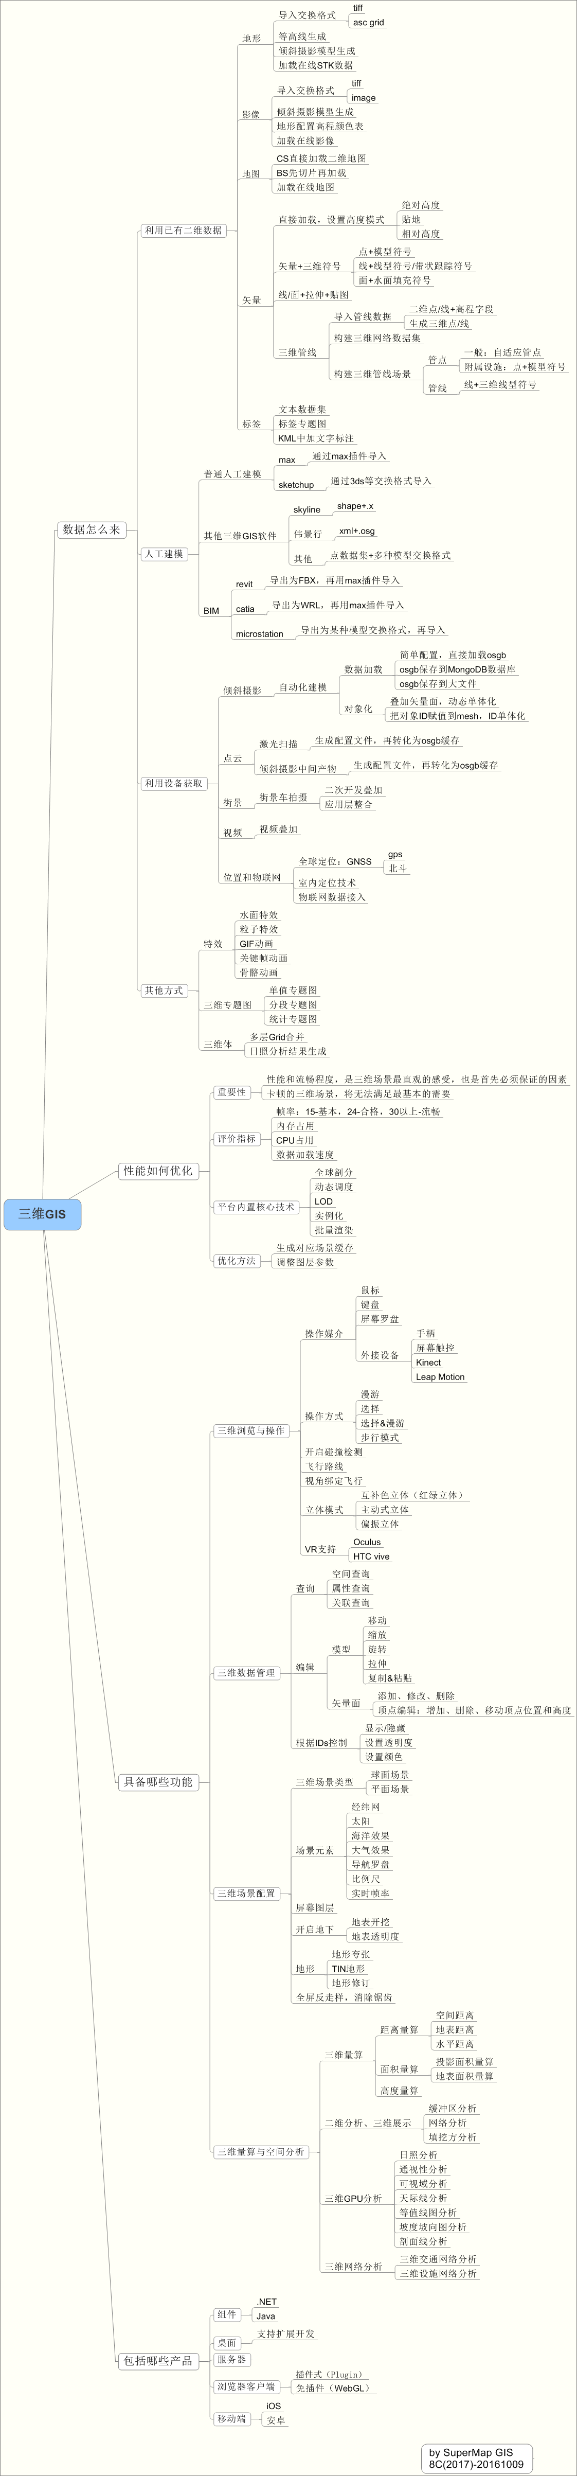 三维GIS
数据怎么来
利用已有二维数据
地形
导入交换格式
tiff
asc grid
等高线生成
倾斜摄影模型生成
加载在线STK数据
影像
导入交换格式
tiff
image
倾斜摄影模型生成
地形配置高程颜色表
加载在线影像
地图
CS直接加载二维地图
BS先切片再加载
加载在线地图
矢量
直接加载，设置高度模式
绝对高度
贴地
相对高度
矢量+三维符号
点+模型符号
线+线型符号/带状跟踪符号
面+水面填充符号
线/面+拉伸+贴图
三维管线
导入管线数据
二维点/线+高程字段
生成三维点/线
构建三维网络数据集
构建三维管线场景
管点
一般：自适应管点
附属设施：点+模型符号
管线
线+三维线型符号
标签
文本数据集
标签专题图
KML中加文字标注
人工建模
普通人工建模
max
通过max插件导入
sketchup
通过3ds等交换格式导入
其他三维GIS软件
skyline
shape+.x
伟景行
xml+.osg
其他
点数据集+多种模型交换格式
BIM
revit
导出为FBX，再用max插件导入
catia
导出为WRL，再用max插件导入
microstation
导出为某种模型交换格式，再导入
利用设备获取
倾斜摄影
自动化建模
数据加载
简单配置，直接加载osgb
osgb保存到MongoDB数据库
osgb保存到大文件
对象化
叠加矢量面，动态单体化
把对象ID赋值到mesh，ID单体化
点云
激光扫描
生成配置文件，再转化为osgb缓存
倾斜摄影中间产物
生成配置文件，再转化为osgb缓存
街景
街景车拍摄
二次开发叠加
应用层整合
视频
视频叠加
位置和物联网
全球定位：GNSS
gps
北斗
室内定位技术
物联网数据接入
其他方式
特效
水面特效
粒子特效
GIF动画
关键帧动画
骨骼动画
三维专题图
单值专题图
分段专题图
统计专题图
三维体
多层Grid合并
日照分析结果生成
性能如何优化
重要性
性能和流畅程度，是三维场景最直观的感受，也是首先必须保证的因素
卡顿的三维场景，将无法满足最基本的需要
评价指标
帧率：15-基本，24-合格，30以上-流畅
内存占用
CPU占用
数据加载速度
平台内置核心技术
全球剖分
动态调度
LOD
实例化
批量渲染
优化方法
生成对应场景缓存
调整图层参数
具备哪些功能
三维浏览与操作
操作媒介
鼠标
键盘
屏幕罗盘
外接设备
手柄
屏幕触控
Kinect
Leap Motion
操作方式
漫游
选择
选择&漫游
步行模式
开启碰撞检测
飞行路线
视角绑定飞行
立体模式
互补色立体（红绿立体）
主动式立体
偏振立体
VR支持
Oculus
HTC vive
三维数据管理
查询
空间查询
属性查询
关联查询
编辑
模型
移动
缩放
旋转
拉伸
复制&粘贴
矢量面
添加、修改、删除
顶点编辑：增加、删除、移动顶点位置和高度
根据IDs控制
显示/隐藏
设置透明度
设置颜色
三维场景配置
三维场景类型
球面场景
平面场景
场景元素
经纬网
太阳
海洋效果
大气效果
导航罗盘
比例尺
实时帧率
屏幕图层
开启地下
地表开挖
地表透明度
地形
地形夸张
TIN地形
地形修订
全屏反走样，消除锯齿
三维量算与空间分析
三维量算
距离量算
空间距离
地表距离
水平距离
面积量算
投影面积量算
地表面积量算
高度量算
二维分析、三维展示
缓冲区分析
网络分析
填挖方分析
三维GPU分析
日照分析
通视性分析
可视域分析
天际线分析
等值线图分析
坡度坡向图分析
剖面线分析
三维网络分析
三维交通网络分析
三维设施网络分析
包括哪些产品
组件
.NET
Java
桌面
支持扩展开发
服务器
浏览器客户端
插件式（Plugin）
免插件（WebGL）
移动端
iOS
安卓
by SuperMap GIS
8C(2017)-20161009